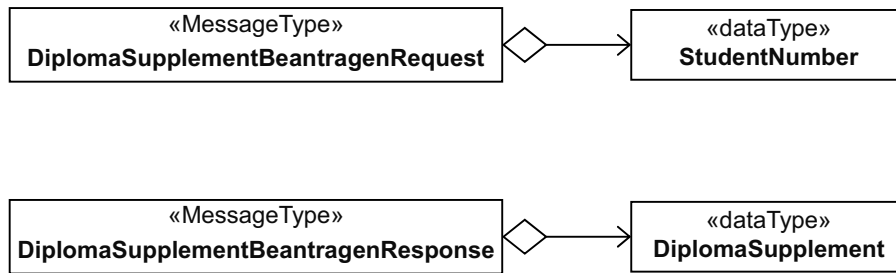 «MessageType»
DiplomaSupplementBeantragenRequest
«dataType»
StudentNumber
«MessageType»
DiplomaSupplementBeantragenResponse
«dataType»
DiplomaSupplement